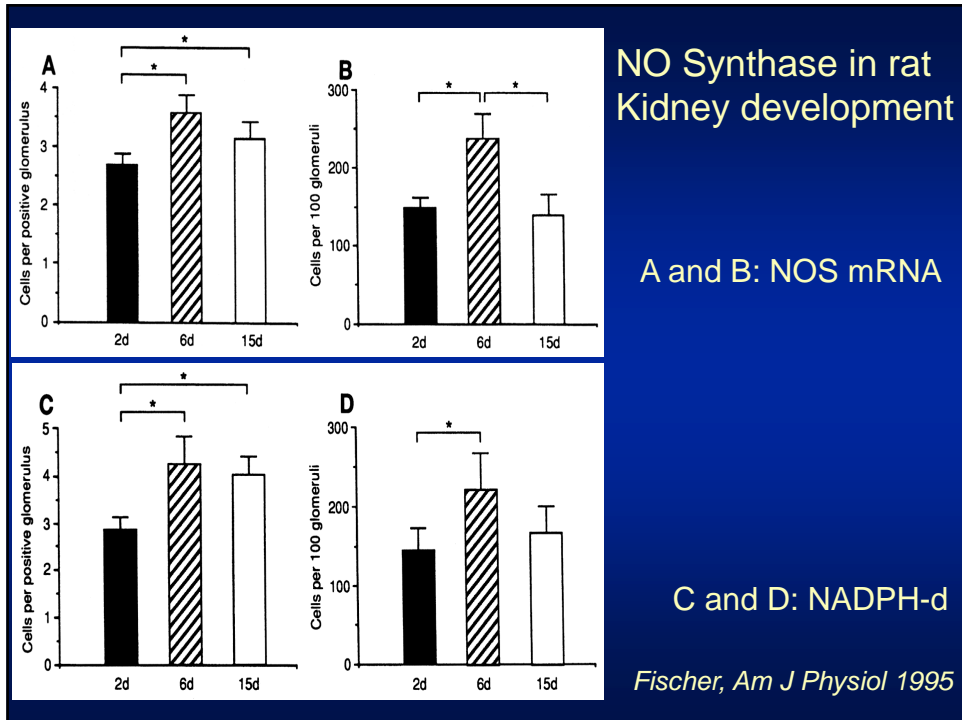 NO Synthase in rat
Kidney development
A
*
*
Cells per positive glomerulus
4
3
2
1
0
2d 6d 15d
B
* *
Cells per 100 glomeruli
300
200
100
0
2d 6d 15d
A and B: NOS mRNA
C
*
*
Cells per positive glomerulus
5
4
3
2
1
0
2d 6d 15d
D
*
Cells per 100 glomeruli
300
200
100
0
2d 6d 15d
C and D: NADPH-d
Fischer, Am J Physiol 1995